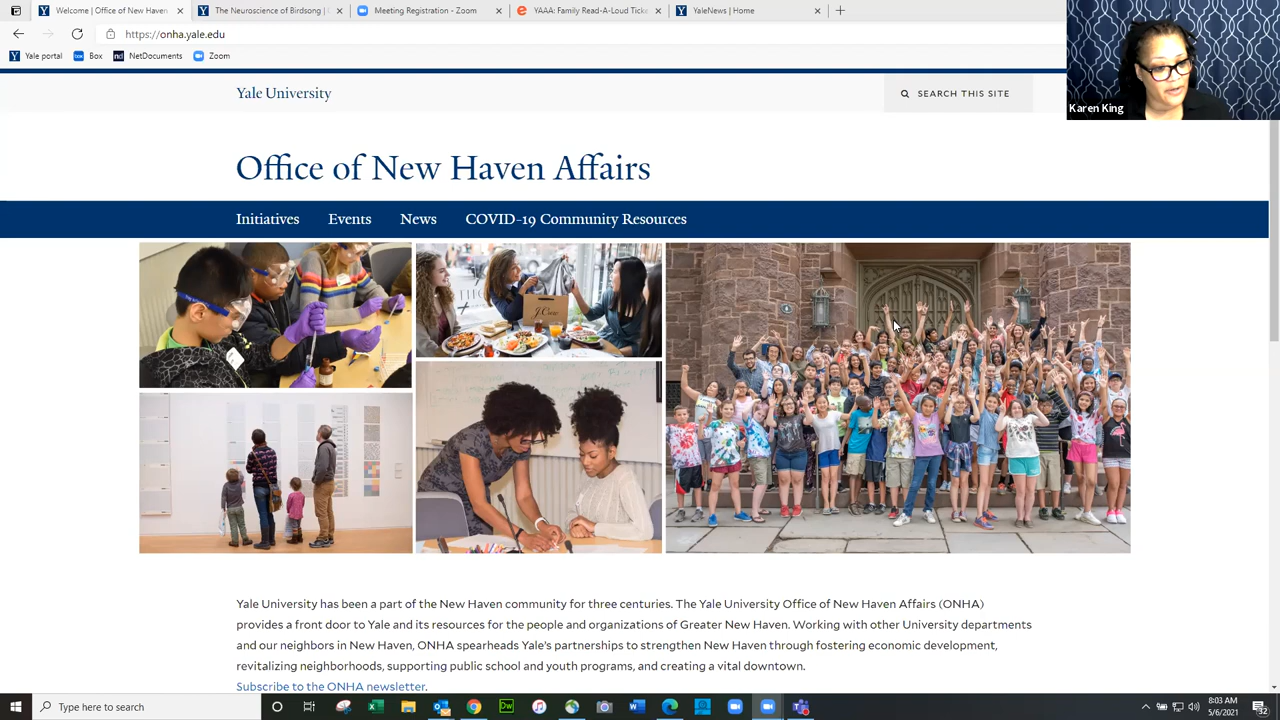 Welcome | Office of New Haven
The Neuroscience of Birdsong |
Meeting Registration - Zoom
YAAA: Family Read-A-Loud Ticke
YaleNews | Home
https://onha.yale.edu
Yale portal
Box
NetDocuments
Zoom
Karen King
Yale University
SEARCH THIS SITE
Office of New Haven Affairs
Initiatives
Events
News
COVID-19 Community Resources
J.Crew
Yale University has been a part of the New Haven community for three centuries. The Yale University Office of New Haven Affairs (ONHA)
provides a front door to Yale and its resources for the people and organizations of Greater New Haven. Working with other University departments
and our neighbors in New Haven, ONHA spearheads Yale's partnerships to strengthen New Haven through fostering economic development,
revitalizing neighborhoods, supporting public school and youth programs, and creating a vital downtown.
Subscribe to the ONHA newsletter.
Type here to search
8:03 AM
5/6/2021
32